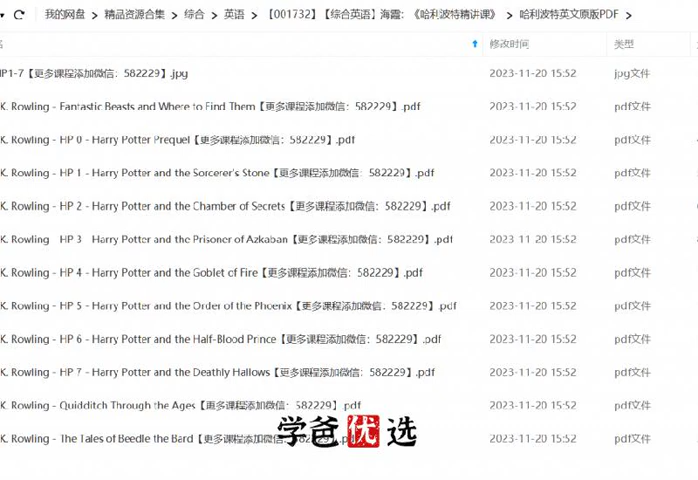 我的网盘 > 精品资源合集 > 综合 > 英语 > 【001732】【综合英语】海霞：《哈利波特精讲课》 > 哈利波特英文原版PDF >
名 修改时间 类型
HP1-7【更多课程添加微信：582229】.jpg 2023-11-20 15:52 jpg文件
K. Rowling - Fantastic Beasts and Where to Find Them【更多课程添加微信：582229】.pdf 2023-11-20 15:52 pdf文件
K. Rowling - HP 0 - Harry Potter Prequel【更多课程添加微信：582229】.pdf 2023-11-20 15:52 pdf文件
K. Rowling - HP 1 - Harry Potter and the Sorcerer's Stone【更多课程添加微信：582229】.pdf 2023-11-20 15:52 pdf文件
K. Rowling - HP 2 - Harry Potter and the Chamber of Secrets【更多课程添加微信：582229】.pdf 2023-11-20 15:52 pdf文件
K. Rowling - HP 3 - Harry Potter and the Prisoner of Azkaban【更多课程添加微信：582229】.pdf 2023-11-20 15:52 pdf文件
K. Rowling - HP 4 - Harry Potter and the Goblet of Fire【更多课程添加微信：582229】.pdf 2023-11-20 15:52 pdf文件
K. Rowling - HP 5 - Harry Potter and the Order of the Phoenix【更多课程添加微信：582229】.pdf 2023-11-20 15:52 pdf文件
K. Rowling - HP 6 - Harry Potter and the Half-Blood Prince【更多课程添加微信：582229】.pdf 2023-11-20 15:52 pdf文件
K. Rowling - HP 7 - Harry Potter and the Deathly Hallows【更多课程添加微信：582229】.pdf 2023-11-20 15:52 pdf文件
K. Rowling - Quidditch Through the Ages【更多课程添加微信：582229】.pdf 2023-11-20 15:52 pdf文件
K. Rowling - The Tales of Beedle the Bard【更多 2023-11-20 15:52 pdf文件
学爸优选